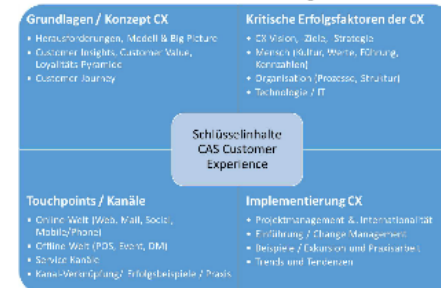 Grundlagen / Konzept CX
• Herausforderungen, Modell & Big Picture
• Customer Insights, Customer Value,
Loyalitäts Pyramide
• Customer Journey
Kritische Erfolgsfaktoren der CX
• CX Vision, Ziele, Strategie
• Mensch (Kultur, Werte, Führung,
Kennzahlen)
• Organisation (Prozesse, Struktur)
• Technologie / IT
Schlüsselinhalte
CAS Customer
Experience
Touchpoints / Kanäle
• Online Welt (Web, Mail, Social,
Mobile/Phone)
• Offline Welt (POS, Event, DM)
• Service Kanäle
• Kanal-Verknüpfung/ Erfolgsbeispiele / Praxis
Implementierung CX
• Projektmanagement & Internationalität
• Einführung / Change Management
• Beispiele / Exkursion und Praxisarbeit
• Trends und Tendenzen